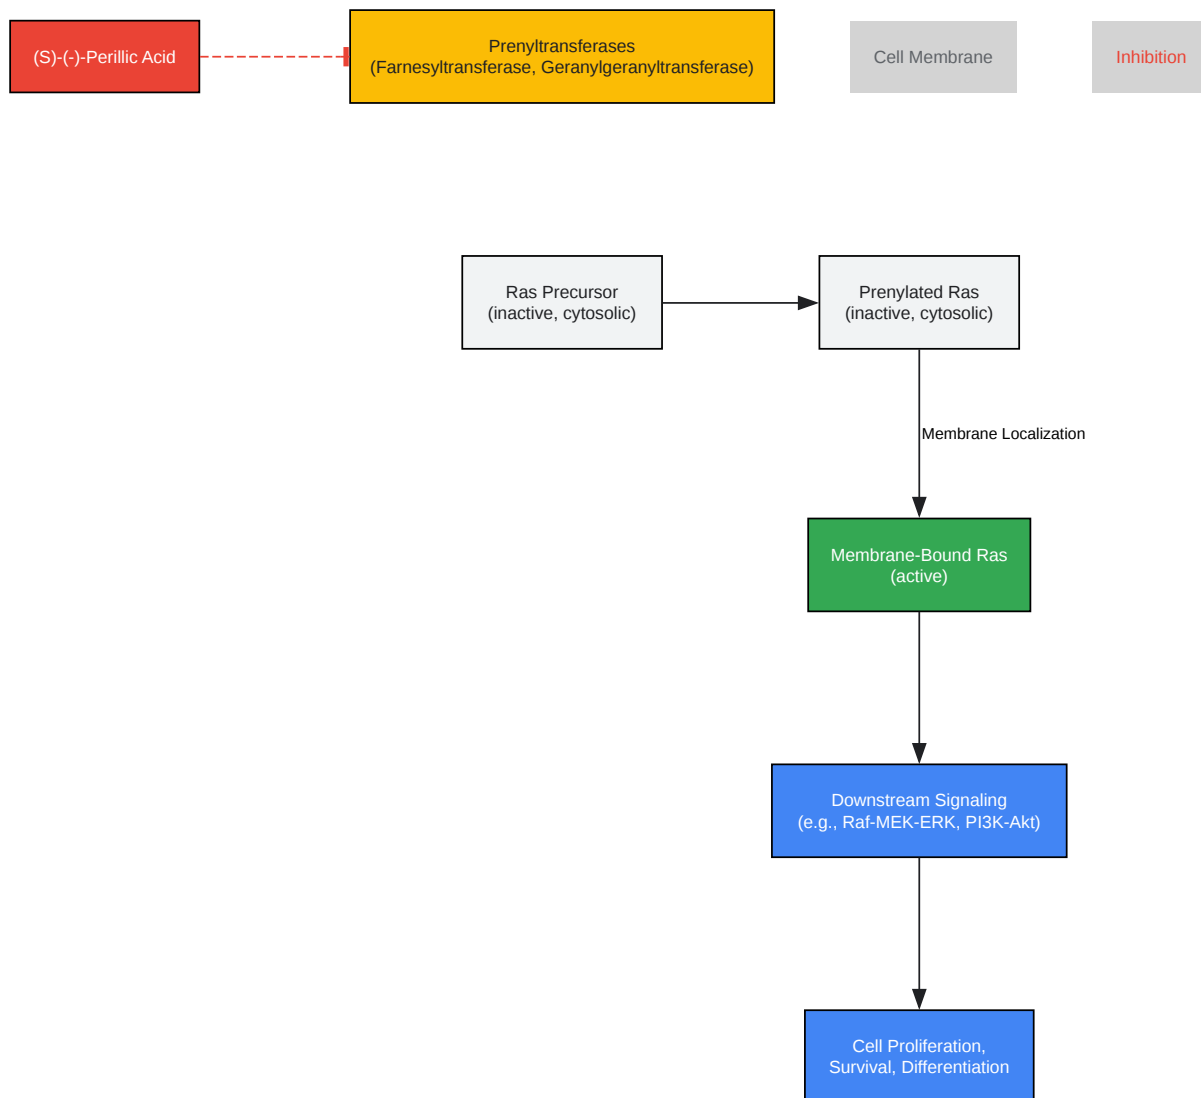 (S)-(-)-Perillic Acid
Prenyltransferases
(Farnesyltransferase, Geranylgeranyltransferase)
Cell Membrane
Inhibition
Ras Precursor
(inactive, cytosolic)
Prenylated Ras
(inactive, cytosolic)
Membrane Localization
Membrane-Bound Ras
(active)
Downstream Signaling
(e.g., Raf-MEK-ERK, PI3K-Akt)
Cell Proliferation,
Survival, Differentiation